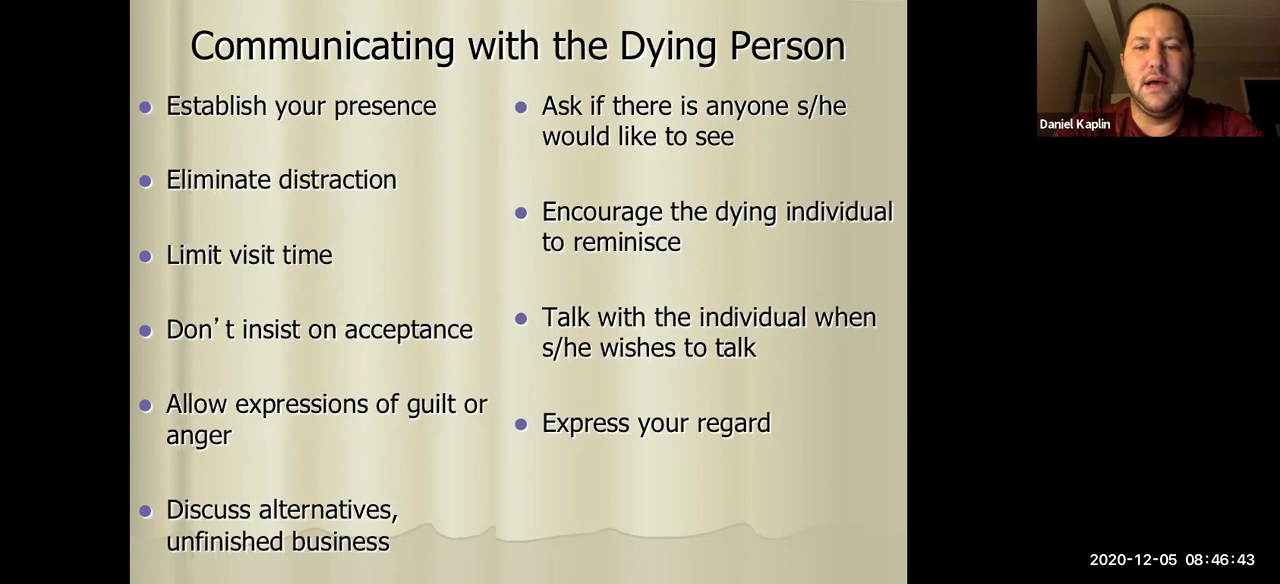 Communicating with the Dying Person
Establish your presence
Eliminate distraction
Limit visit time
Don’t insist on acceptance
Allow expressions of guilt or
anger
Discuss alternatives,
unfinished business
Ask if there is anyone s/he
would like to see
Encourage the dying individual
to reminisce
Talk with the individual when
s/he wishes to talk
Express your regard
Daniel Kaplin
2020-12-05 08:46:43